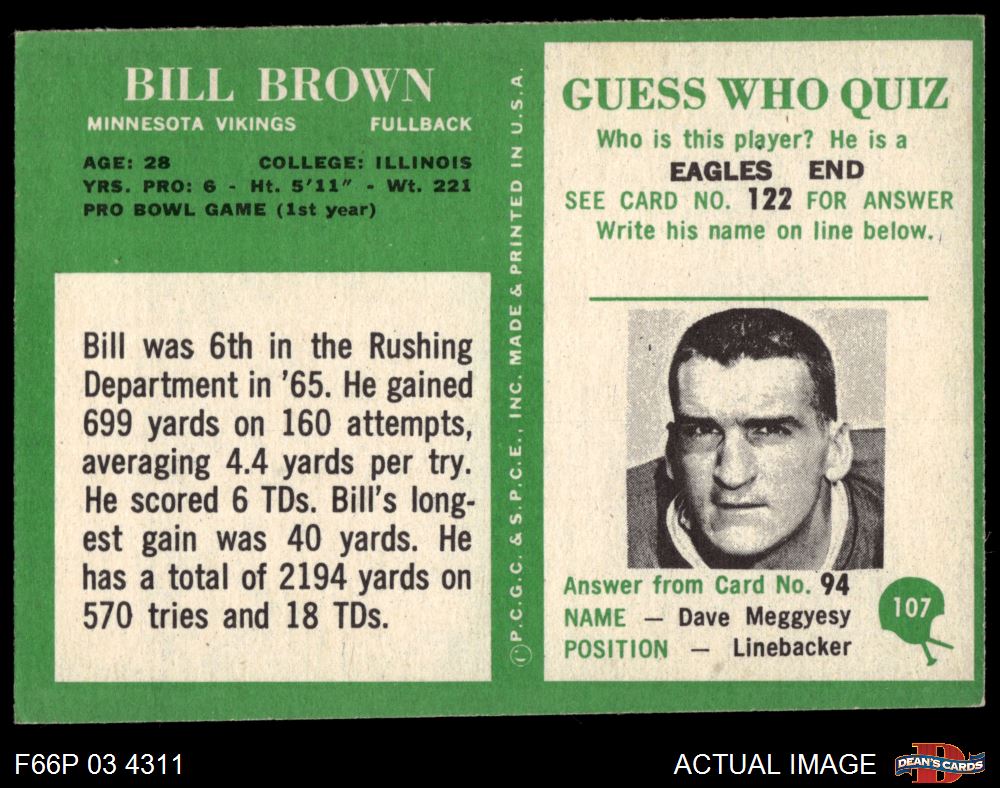 BILL BROWN
MINNESOTA VIKINGS FULLBACK
AGE: 28 COLLEGE: ILLINOIS
YRS. PRO: 6 - Ht. 5'11" - Wt. 221
PRO BOWL GAME (1st year)
Bill was 6th in the Rushing
Department in '65. He gained
699 yards on 160 attempts,
averaging 4.4 yards per try.
He scored 6 TDs. Bill's long-
est gain was 40 yards. He
has a total of 2194 yards on
570 tries and 18 TDs.
©P.C.G.C. & S.P.C.E., INC. MADE & PRINTED IN U.S.A.
GUESS WHO QUIZ
Who is this player? He is a
EAGLES END
SEE CARD NO. 122 FOR ANSWER
Write his name on line below.
Answer from Card No. 94
NAME — Dave Meggyesy
POSITION — Linebacker
107
F66P 03 4311
ACTUAL IMAGE
DEAN'S CARDS